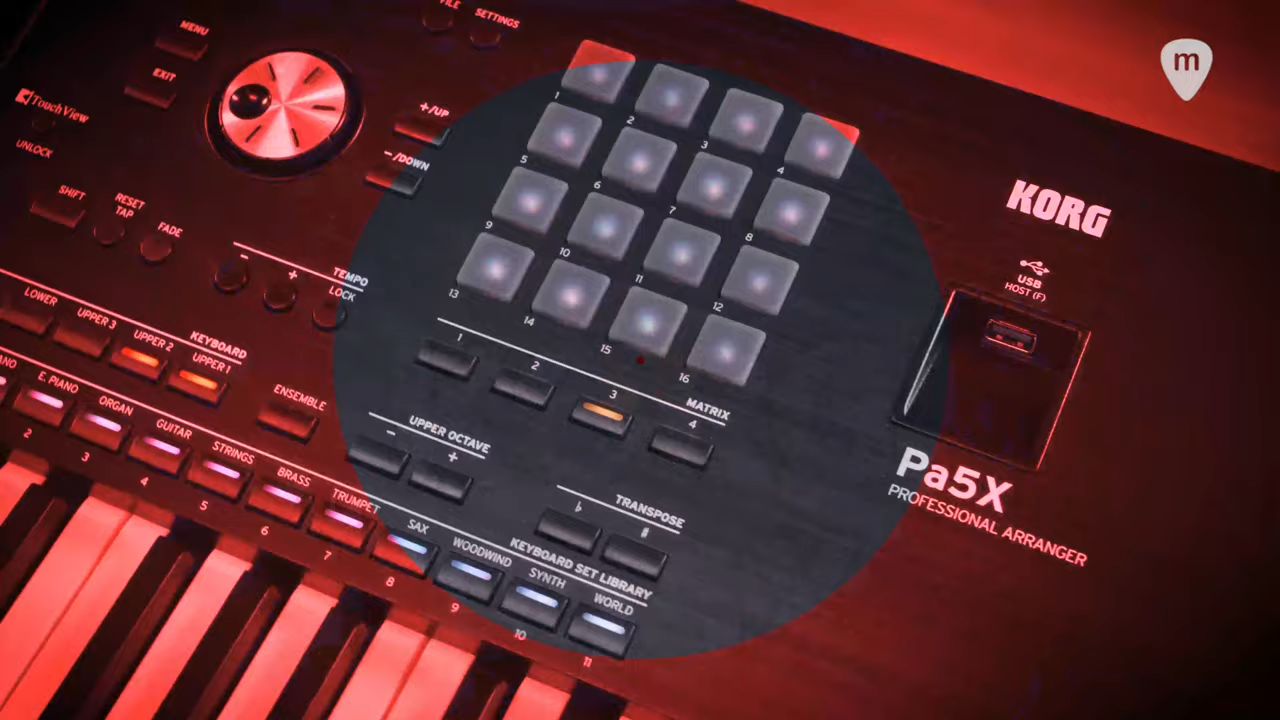 FILE
SETTINGS
MENU
EXIT
TouchView
UNLOCK
+/UP
-/DOWN
SHIFT
RESET
TAP
FADE
-
+
TEMPO
LOCK
LOWER
UPPER 3
UPPER 2
KEYBOARD
UPPER 1
E. PIANO
ORGAN
GUITAR
STRINGS
BRASS
TRUMPET
SAX
WOODWIND
SYNTH
WORLD
2
3
4
5
6
7
8
9
10
11
ENSEMBLE
1
2
3
4
5
6
7
8
9
10
11
12
13
14
15
16
1
2
3
4
MATRIX
UPPER OCTAVE
-
+
TRANSPOSE
♭
#
KEYBOARD SET LIBRARY
m
KORG
USB
HOST (F)
Pa5X
PROFESSIONAL ARRANGER